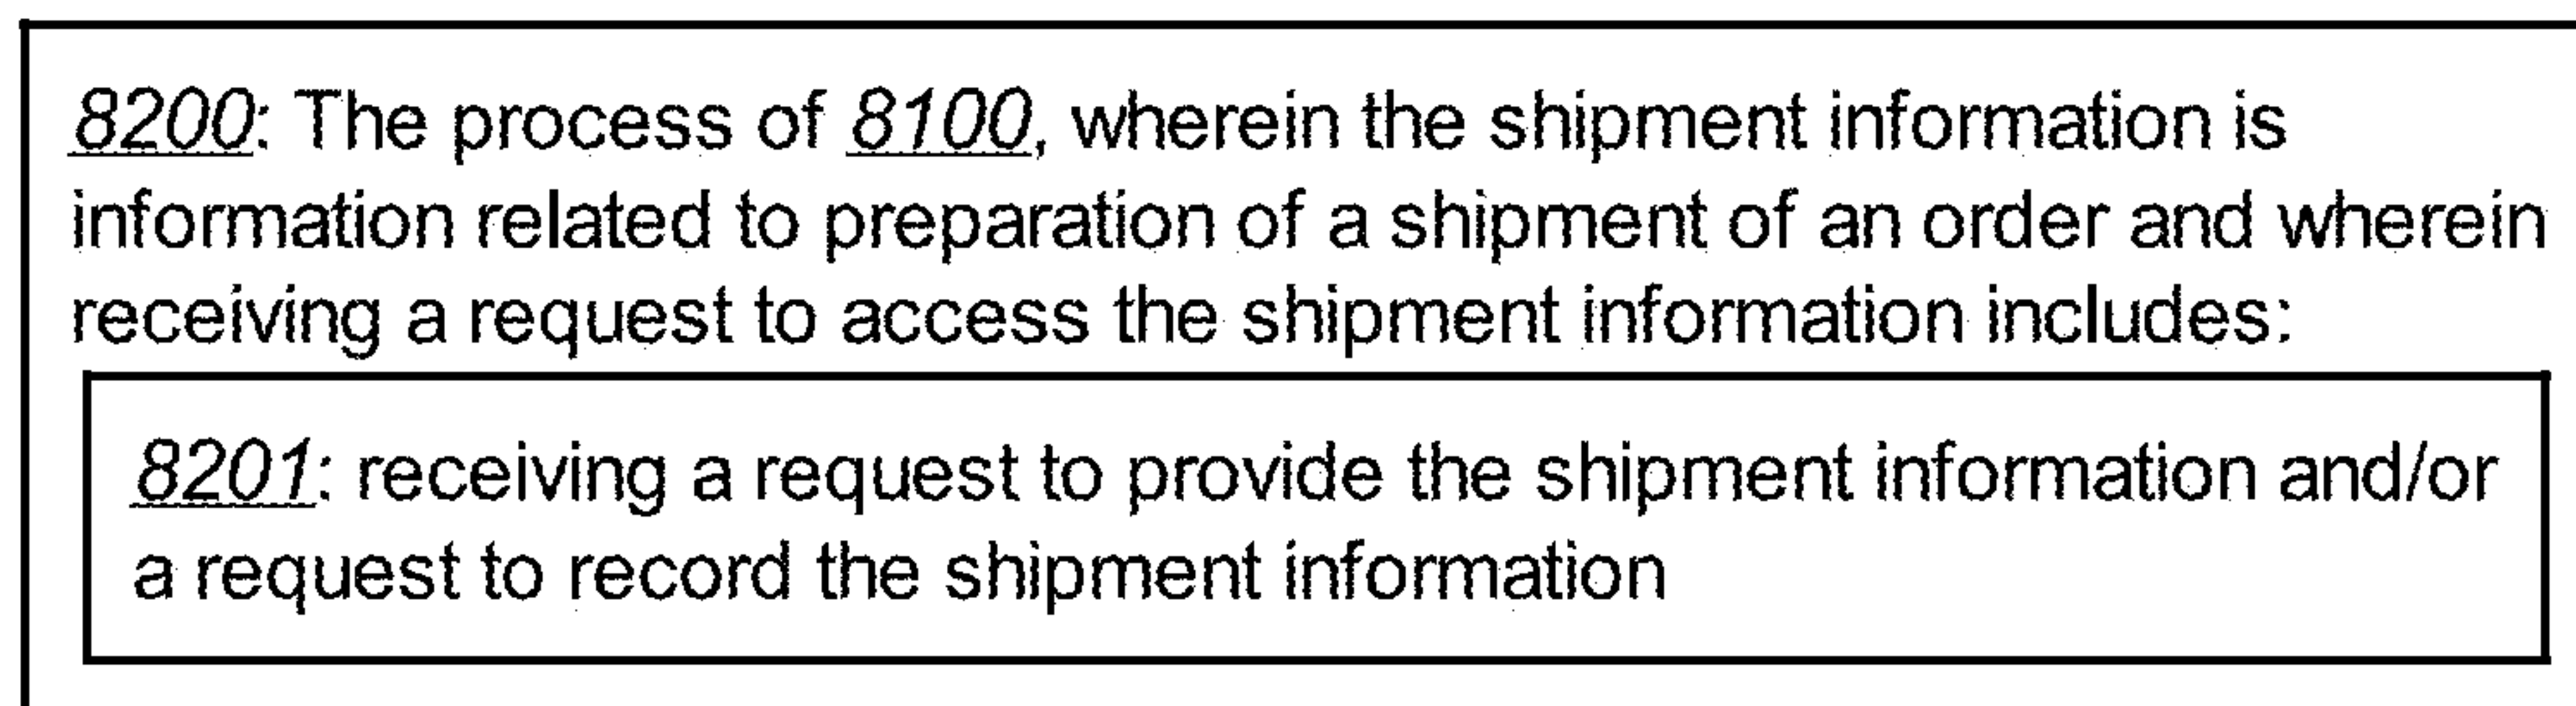 8200: The process of 8100, wherein the shipment information is
information related to preparation of a shipment of an order and wherein
receiving a request to access the shipment information includes:
8201: receiving a request to provide the shipment information and/or
a request to record the shipment information